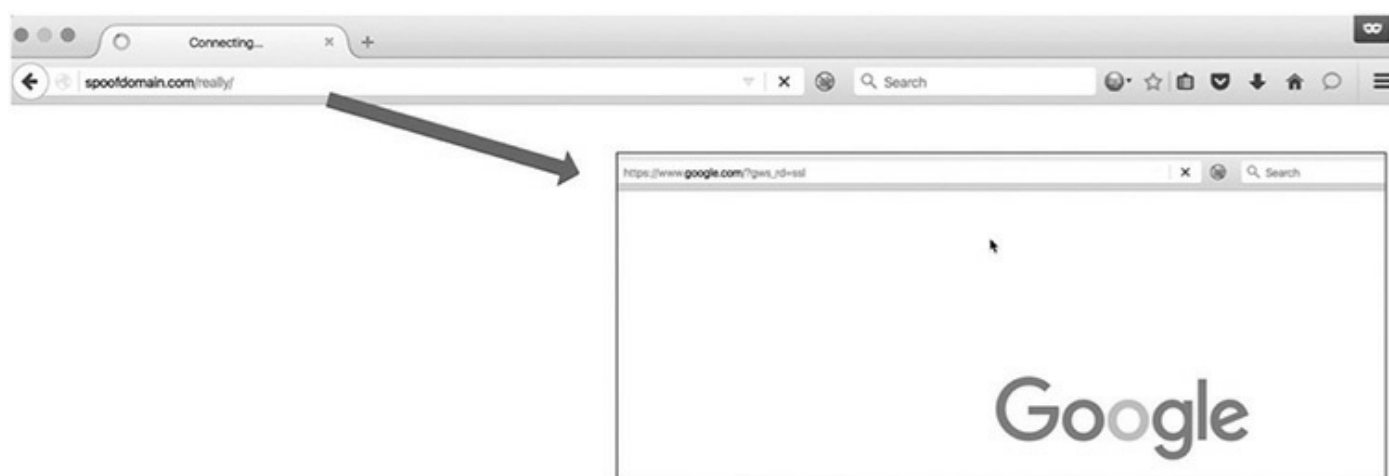 Connecting...
spoofdomain.com/really/
Search
https://www.google.com/?gws_rd=ssl
Search
Google